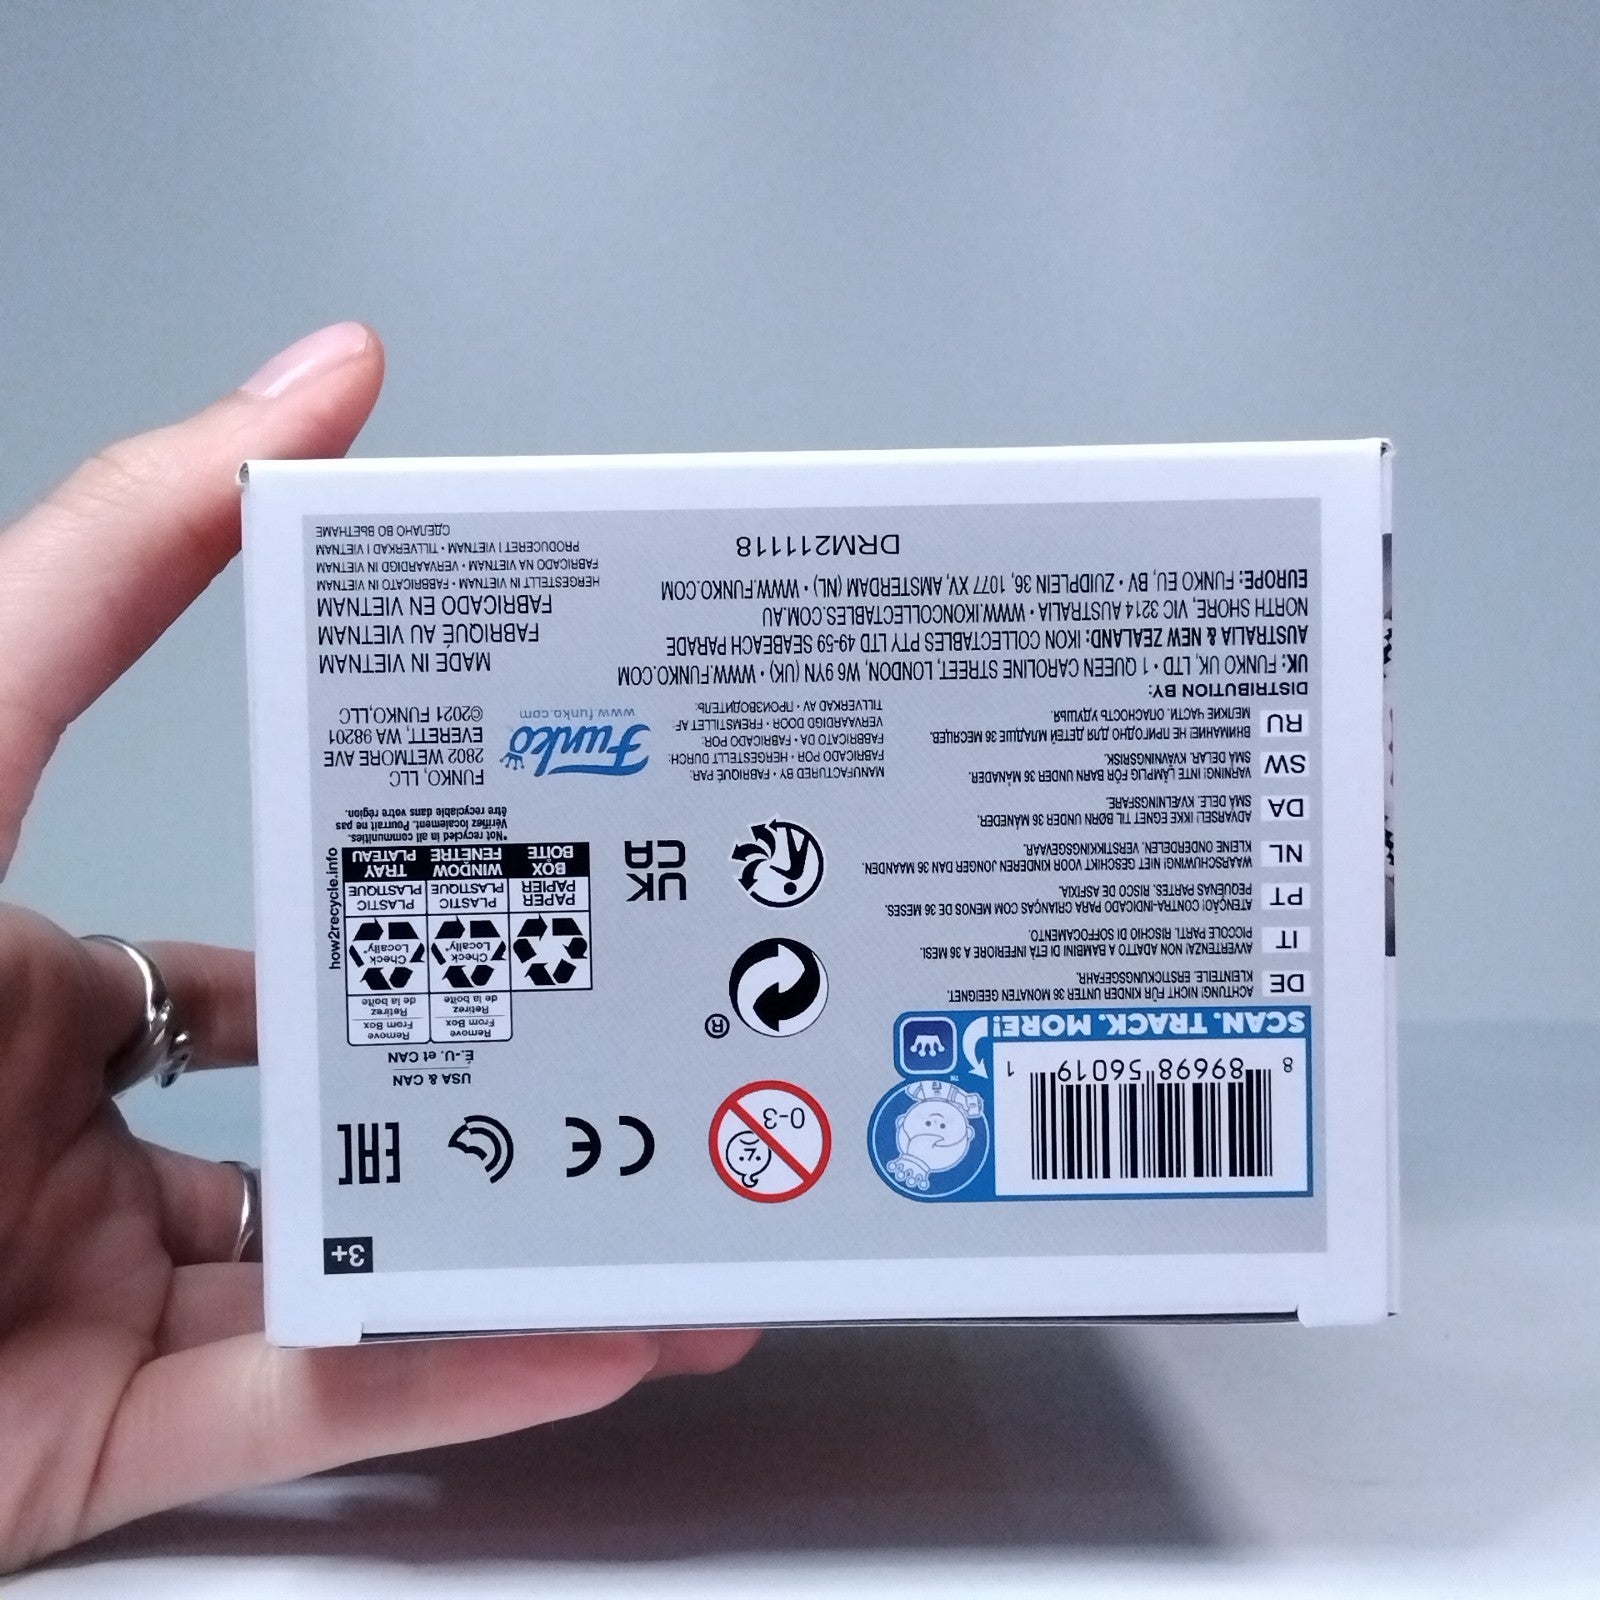 3+
8 89698 56019 1
SCAN. TRACK. MORE!
™
0-3
CE
EAC
USA & CAN
É.-U. et CAN
Remove
From Box
Retirez
de la boîte
Remove
From Box
Retirez
de la boîte
Check
Locally*
Check
Locally*
PAPER
PAPIER
BOX
BOÎTE
PLASTIC
PLASTIQUE
WINDOW
FENÊTRE
PLASTIC
PLASTIQUE
TRAY
PLATEAU
how2recycle.info
*Not recycled in all communities.
Vérifiez localement. Pourrait ne pas
être recyclable dans votre région.
®
UK
CA
DE
ACHTUNG! NICHT FÜR KINDER UNTER 36 MONATEN GEEIGNET.
KLEINTEILE. ERSTICKUNGSGEFAHR.
IT
AVVERTENZA! NON ADATTO A BAMBINI DI ETÀ INFERIORE A 36 MESI.
PICCOLE PARTI. RISCHIO DI SOFFOCAMENTO.
PT
ATENÇÃO! CONTRA-INDICADO PARA CRIANÇAS COM MENOS DE 36 MESES.
PEQUENAS PARTES. RISCO DE ASFIXIA.
NL
WAARSCHUWING! NIET GESCHIKT VOOR KINDEREN JONGER DAN 36 MAANDEN.
KLEINE ONDERDELEN. VERSTIKKINGSGEVAAR.
DA
ADVARSEL! IKKE EGNET TIL BØRN UNDER 36 MÅNEDER.
SMÅ DELE. KVÆLNINGSFARE.
SW
VARNING! INTE LÄMPLIG FÖR BARN UNDER 36 MÅNADER.
SMÅ DELAR. KVÄVNINGSRISK.
RU
ВНИМАНИЕ! НЕ ПРИГОДНО ДЛЯ ДЕТЕЙ МЛАДШЕ 36 МЕСЯЦЕВ.
МЕЛКИЕ ЧАСТИ. ОПАСНОСТЬ УДУШЬЯ.
MANUFACTURED BY • FABRIQUÉ PAR:
FABRICADO POR • HERGESTELLT DURCH:
FABBRICATO DA • FABRICADO POR:
VERVAARDIGD DOOR • FREMSTILLET AF:
TILLVERKAD AV • ПРОИЗВОДИТЕЛЬ:
Funko
www.funko.com
FUNKO, LLC
2802 WETMORE AVE
EVERETT, WA 98201
©2021 FUNKO,LLC
DISTRIBUTION BY:
UK: FUNKO UK, LTD • 1 QUEEN CAROLINE STREET, LONDON, W6 9YN (UK) • WWW.FUNKO.COM
AUSTRALIA & NEW ZEALAND: IKON COLLECTABLES PTY LTD 49-59 SEABEACH PARADE
NORTH SHORE, VIC 3214 AUSTRALIA • WWW.IKONCOLLECTABLES.COM.AU
EUROPE: FUNKO EU, BV • ZUIDPLEIN 36, 1077 XV, AMSTERDAM (NL) • WWW.FUNKO.COM
DRM211118
MADE IN VIETNAM
FABRIQUÉ AU VIETNAM
FABRICADO EN VIETNAM
HERGESTELLT IN VIETNAM • FABBRICATO IN VIETNAM
FABRICADO NA VIETNAM • VERVAARDIGD IN VIETNAM
PRODUCERET I VIETNAM • TILLVERKAD I VIETNAM
СДЕЛАНО ВО ВЬЕТНАМЕ